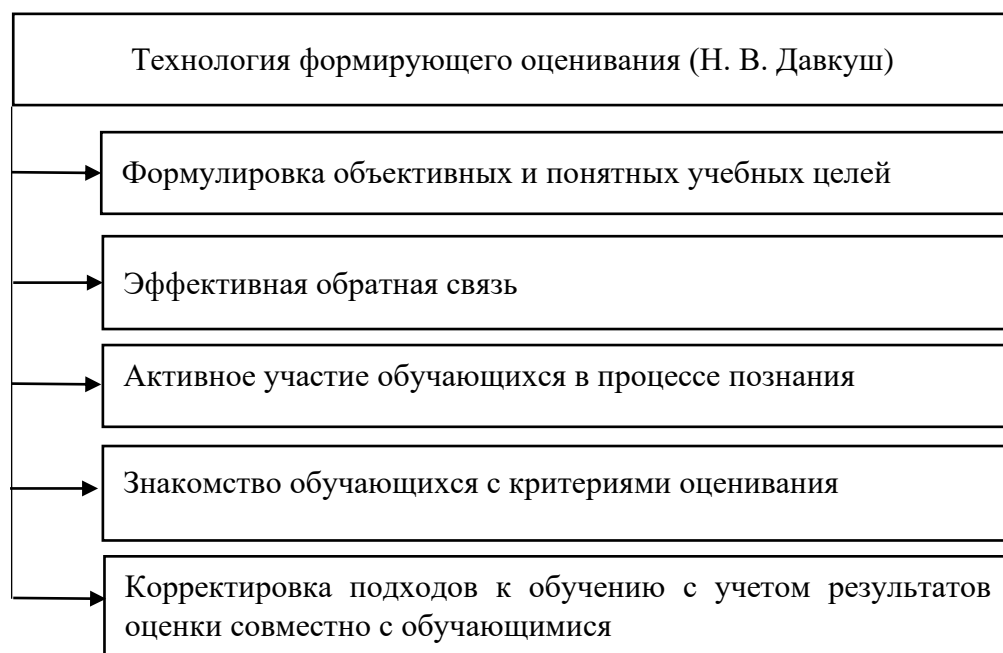 Технология формирующего оценивания (Н. В. Давкуш)
Формулировка объективных и понятных учебных целей
Эффективная обратная связь
Активное участие обучающихся в процессе познания
Знакомство обучающихся с критериями оценивания
Корректировка подходов к обучению с учетом результатов
оценки совместно с обучающимися